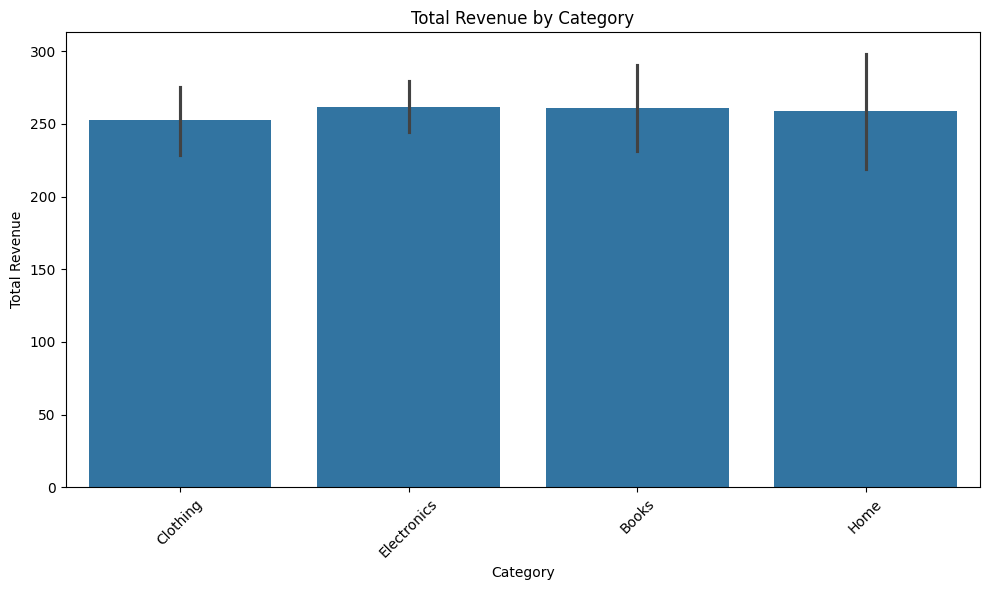 Total Revenue by Category
Total Revenue
300
250
200
150
100
50
0
Clothing
Electronics
Books
Home
Category